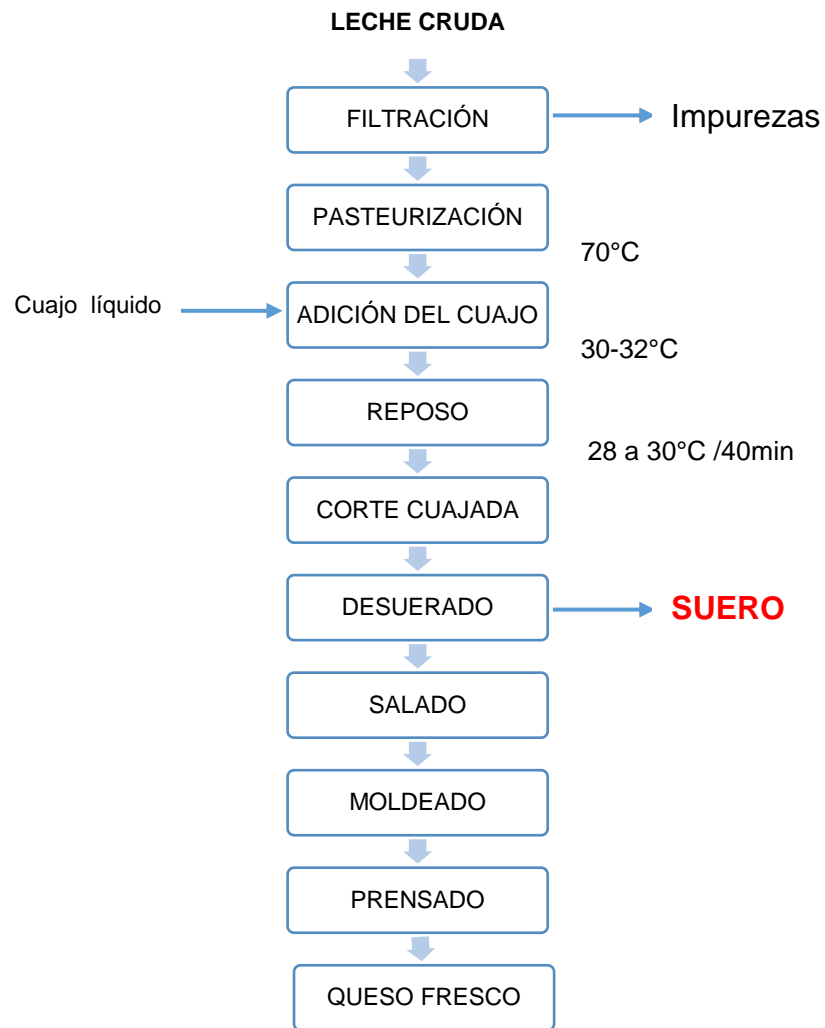 LECHE CRUDA
FILTRACIÓN
Impurezas
PASTEURIZACIÓN
70°C
Cuajo líquido
ADICIÓN DEL CUAJO
30-32°C
REPOSO
28 a 30°C /40min
CORTE CUAJADA
DESUERADO
SUERO
SALADO
MOLDEADO
PRENSADO
QUESO FRESCO